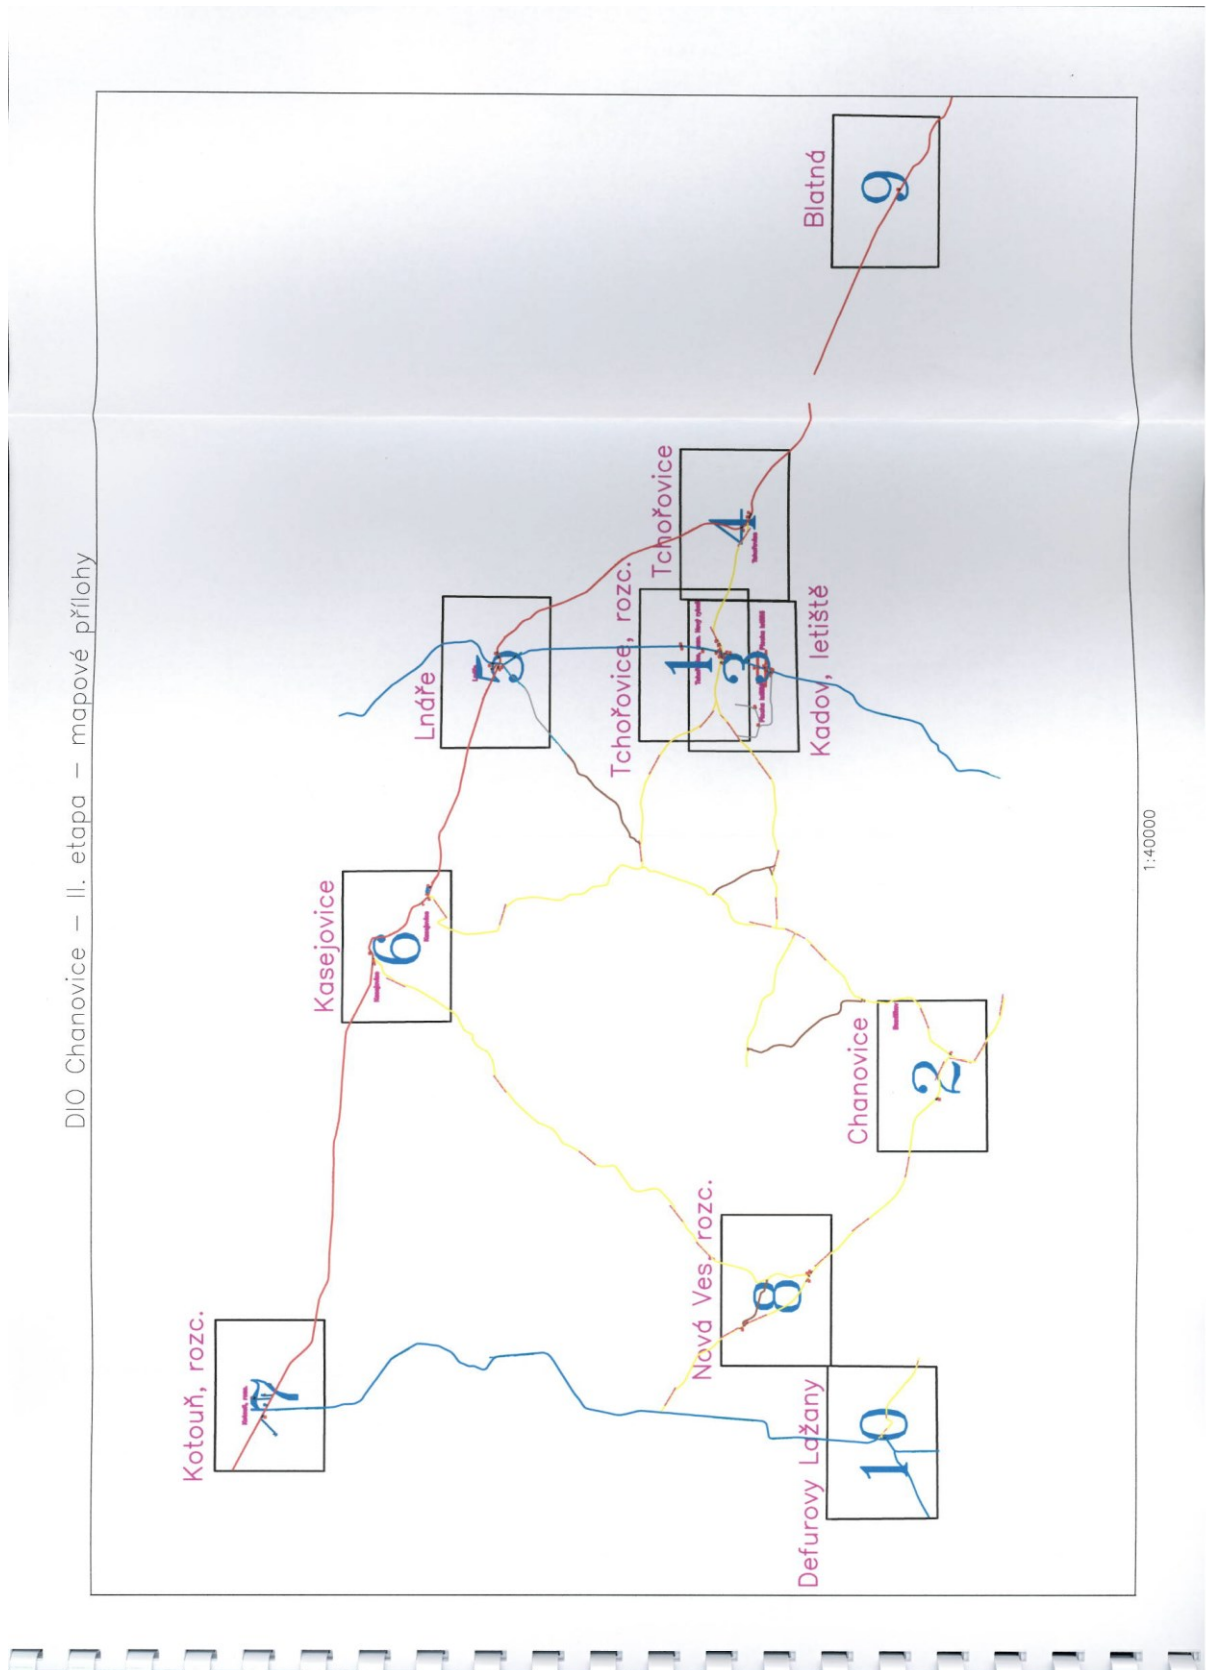 DIO Chanovice – II. etapa – mapové přílohy
Kotouň, rozc.
7
Kasejovice
6
Lnáře
5
Tchořovice, rozc.
1
Tchořovice
4
Kadov, letiště
3
Blatná
9
Nová Ves, rozc.
8
Chanovice
2
Defurovy Lažany
10
1:40000